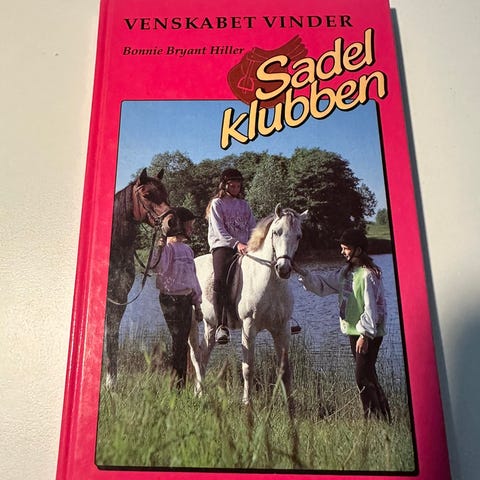 VENSKABET VINDER
Bonnie Bryant Hiller
Sadel
klubben